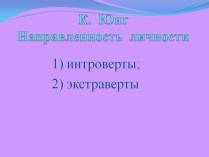 К. Юнг
Направленность личности
1) интроверты;
2) экстраверты